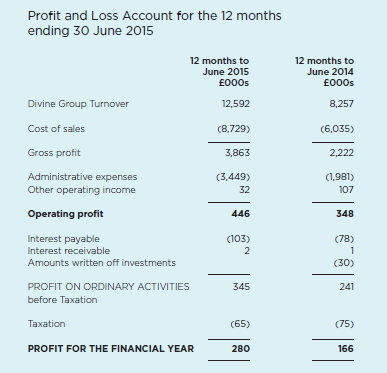 Profit and Loss Account for the 12 months
ending 30 June 2015
12 months to 12 months to
June 2015 June 2014
£000s £000s
Divine Group Turnover 12,592 8,257
Cost of sales (8,729) (6,035)
Gross profit 3,863 2,222
Administrative expenses (3,449) (1,981)
Other operating income 32 107
Operating profit 446 348
Interest payable (103) (78)
Interest receivable 2 1
Amounts written off investments (30)
PROFIT ON ORDINARY ACTIVITIES 345 241
before Taxation
Taxation (65) (75)
PROFIT FOR THE FINANCIAL YEAR 280 166